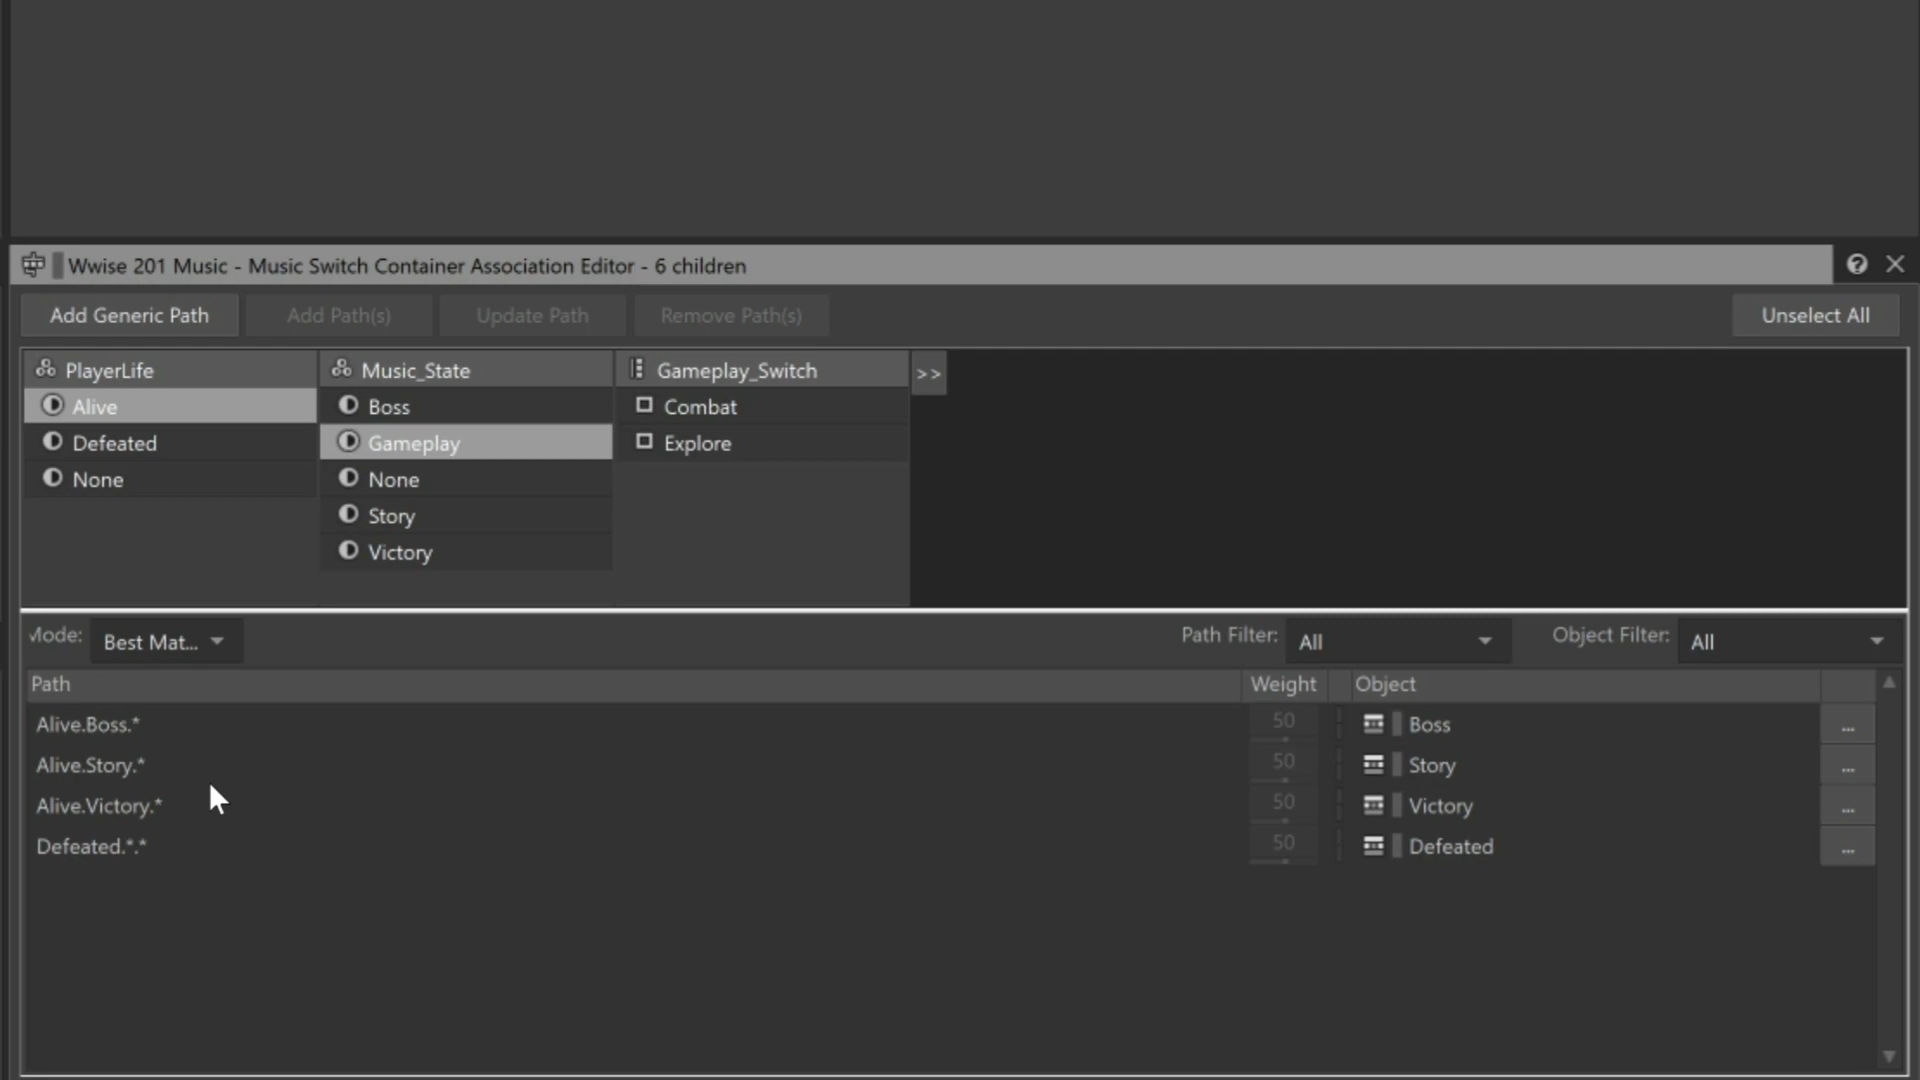 Wwise 201 Music - Music Switch Container Association Editor - 6 children
Add Generic Path Add Path(s) Update Path Remove Path(s) Unselect All
PlayerLife Music_State Gameplay_Switch >>
Alive Boss Combat
Defeated Gameplay Explore
None None
Story
Victory
Mode: Best Mat... Path Filter: All Object Filter: All
Path Weight Object
Alive.Boss.* 50 Boss ...
Alive.Story.* 50 Story ...
Alive.Victory.* 50 Victory ...
Defeated.*.* 50 Defeated ...